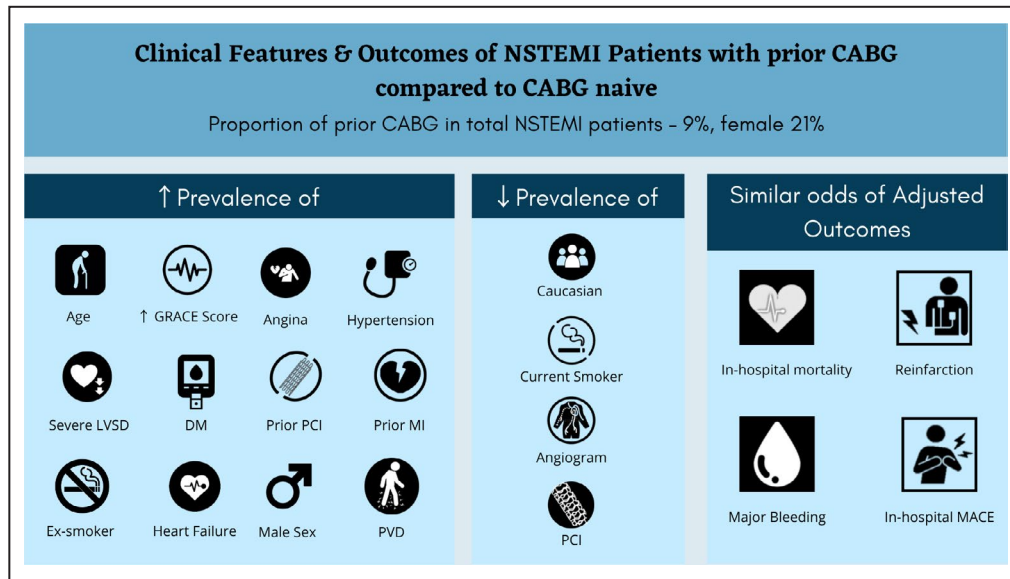 Clinical Features & Outcomes of NSTEMI Patients with prior CABG
compared to CABG naive
Proportion of prior CABG in total NSTEMI patients - 9%, female 21%
↑ Prevalence of
Age
↑ GRACE Score
Angina
Hypertension
Severe LVSD
DM
Prior PCI
Prior MI
Ex-smoker
Heart Failure
Male Sex
PVD
↓ Prevalence of
Caucasian
Current Smoker
Angiogram
PCI
Similar odds of Adjusted
Outcomes
In-hospital mortality
Reinfarction
Major Bleeding
In-hospital MACE